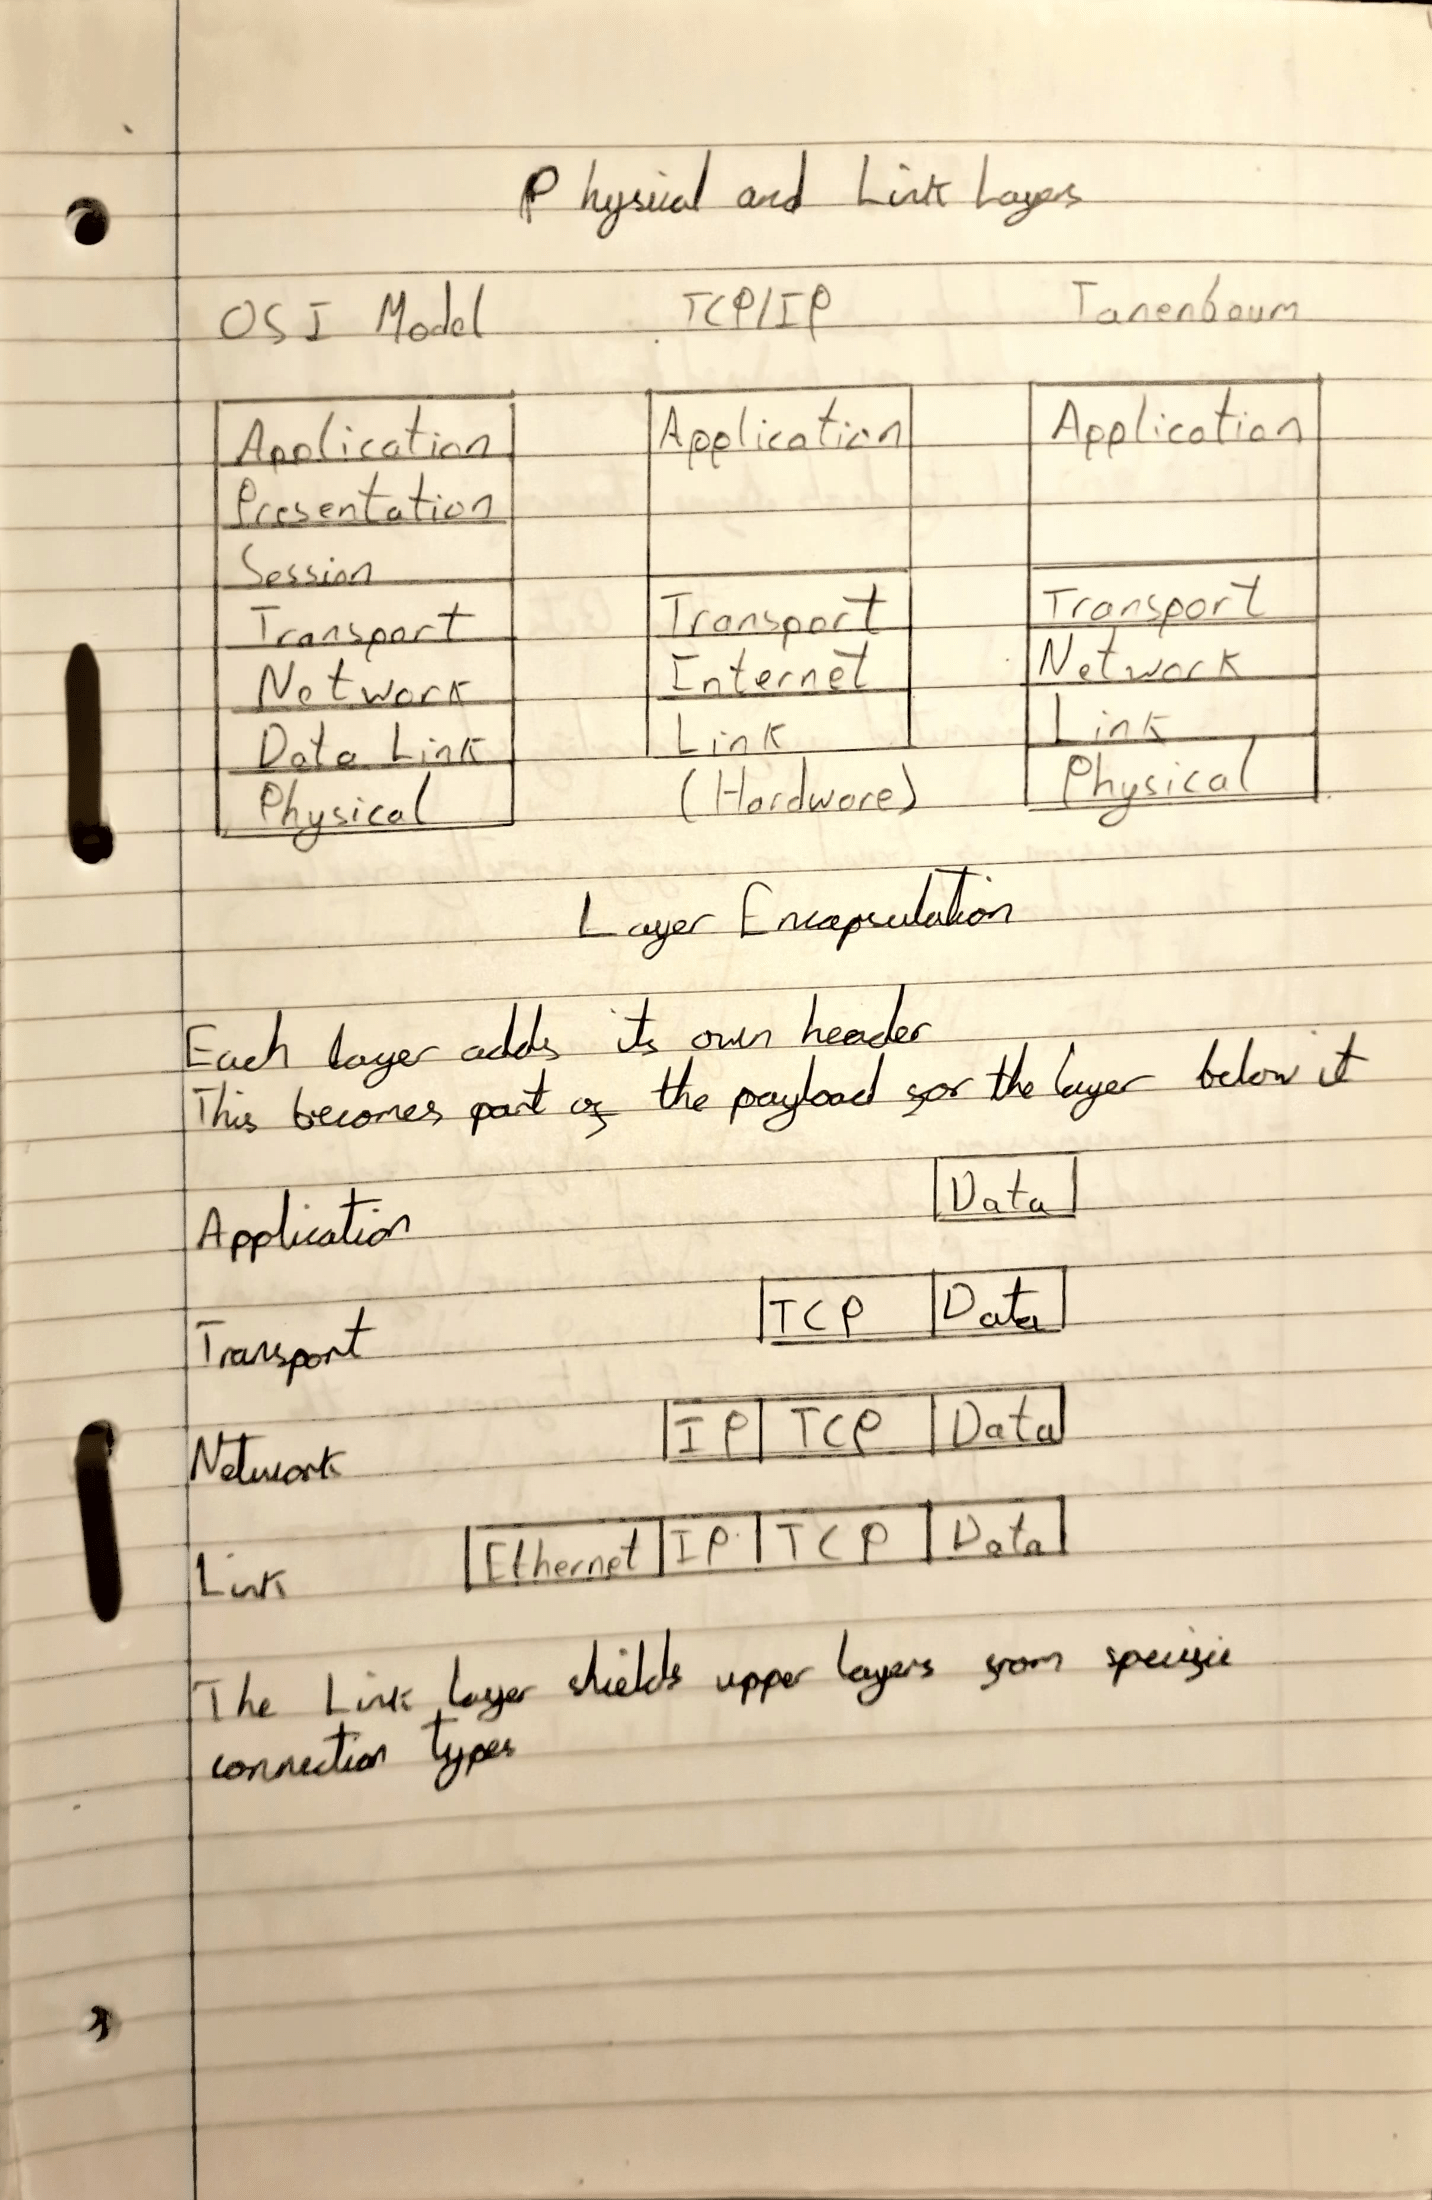 Physical and Link Layers
OSI Model TCP/IP Tanenbaum
Application Application Application
Presentation
Session
Transport Transport Transport
Network Internet Network
Data Link Link Link
Physical (Hardware) Physical
Layer Encapsulation
Each layer adds its own header
This becomes part of the payload for the layer below it
Application Data
Transport TCP Data
Network IP TCP Data
Link Ethernet IP TCP Data
The Link layer shields upper layers from specific
connection types